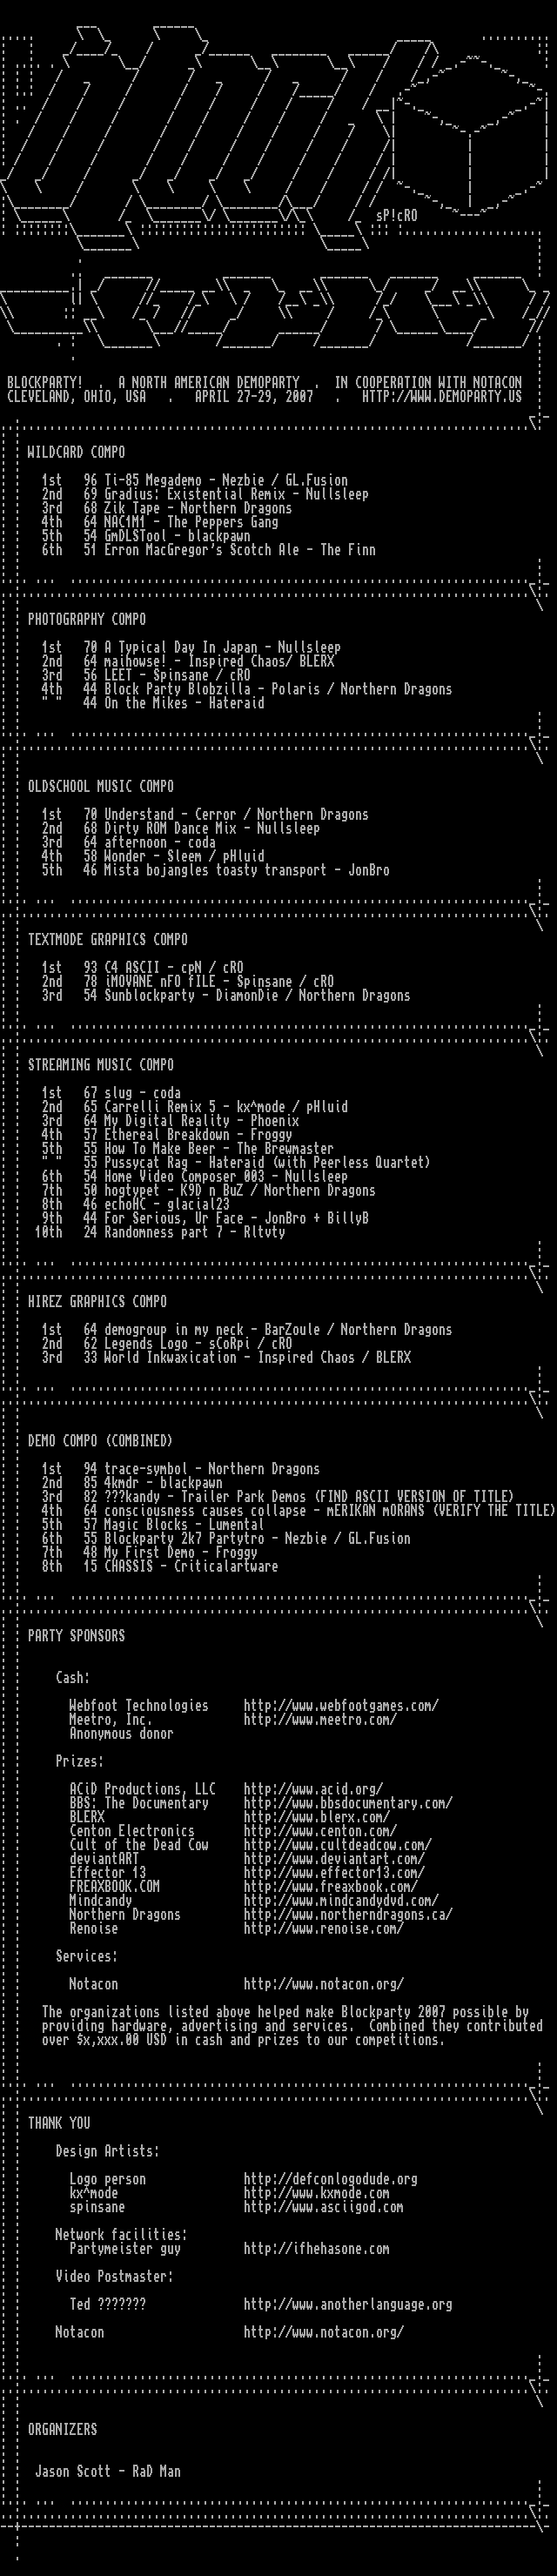 sP!cRO
BLOCKPARTY!  .  A NORTH AMERICAN DEMOPARTY  .  IN COOPERATION WITH NOTACON
CLEVELAND, OHIO, USA   .   APRIL 27-29, 2007   .   HTTP://WWW.DEMOPARTY.US
WILDCARD COMPO
1st   96 Ti-85 Megademo - Nezbie / GL.Fusion
2nd   69 Gradius: Existential Remix - Nullsleep
3rd   68 Zik Tape - Northern Dragons
4th   64 NAC1M1 - The Peppers Gang
5th   54 GmDLSTool - blackpawn
6th   51 Erron MacGregor's Scotch Ale - The Finn
PHOTOGRAPHY COMPO
1st   70 A Typical Day In Japan - Nullsleep
2nd   64 maihowse! - Inspired Chaos/ BLERX
3rd   56 LEET - Spinsane / cRO
4th   44 Block Party Blobzilla - Polaris / Northern Dragons
" "   44 On the Mikes - Hateraid
OLDSCHOOL MUSIC COMPO
1st   70 Understand - Cerror / Northern Dragons
2nd   68 Dirty ROM Dance Mix - Nullsleep
3rd   64 afternoon - coda
4th   58 Wonder - Sleem / pHluid
5th   46 Mista bojangles toasty transport - JonBro
TEXTMODE GRAPHICS COMPO
1st   93 C4 ASCII - cpN / cRO
2nd   78 iMOVANE nFO fILE - Spinsane / cRO
3rd   54 Sunblockparty - DiamonDie / Northern Dragons
STREAMING MUSIC COMPO
1st   67 slug - coda
2nd   65 Carrelli Remix 5 - kx^mode / pHluid
3rd   64 My Digital Reality - Phoenix
4th   57 Ethereal Breakdown - Froggy
5th   55 How To Make Beer - The Brewmaster
" "   55 Pussycat Rag - Hateraid (with Peerless Quartet)
6th   54 Home Video Composer 003 - Nullsleep
7th   50 hogtypet - K9D n BuZ / Northern Dragons
8th   46 echoHC - glacial23
9th   44 For Serious, Ur Face - JonBro + BillyB
10th   24 Randomness part 7 - Rltvty
HIREZ GRAPHICS COMPO
1st   64 demogroup in my neck - BarZoule / Northern Dragons
2nd   62 Legends Logo - sCoRpi / cRO
3rd   33 World Inkwaxication - Inspired Chaos / BLERX
DEMO COMPO (COMBINED)
1st   94 trace-symbol - Northern Dragons
2nd   85 4kmdr - blackpawn
3rd   82 ???kandy - Trailer Park Demos (FIND ASCII VERSION OF TITLE)
4th   64 consciousness causes collapse - mERIKAN mORANS (VERIFY THE TITLE)
5th   57 Magic Blocks - Lumental
6th   55 Blockparty 2k7 Partytro - Nezbie / GL.Fusion
7th   48 My First Demo - Froggy
8th   15 CHASSIS - Criticalartware
PARTY SPONSORS
Cash:
Webfoot Technologies     http://www.webfootgames.com/
Meetro, Inc.             http://www.meetro.com/
Anonymous donor
Prizes:
ACiD Productions, LLC    http://www.acid.org/
BBS: The Documentary     http://www.bbsdocumentary.com/
BLERX                    http://www.blerx.com/
Centon Electronics       http://www.centon.com/
Cult of the Dead Cow     http://www.cultdeadcow.com/
deviantART               http://www.deviantart.com/
Effector 13              http://www.effector13.com/
FREAXBOOK.COM            http://www.freaxbook.com/
Mindcandy                http://www.mindcandydvd.com/
Northern Dragons         http://www.northerndragons.ca/
Renoise                  http://www.renoise.com/
Services:
Notacon                  http://www.notacon.org/
The organizations listed above helped make Blockparty 2007 possible by
providing hardware, advertising and services.  Combined they contributed
over $x,xxx.00 USD in cash and prizes to our competitions.
THANK YOU
Design Artists:
Logo person              http://defconlogodude.org
kx^mode                  http://www.kxmode.com
spinsane                 http://www.asciigod.com
Network facilities:
Partymeister guy         http://ifhehasone.com
Video Postmaster:
Ted ???????              http://www.anotherlanguage.org
Notacon                  http://www.notacon.org/
ORGANIZERS
Jason Scott - RaD Man